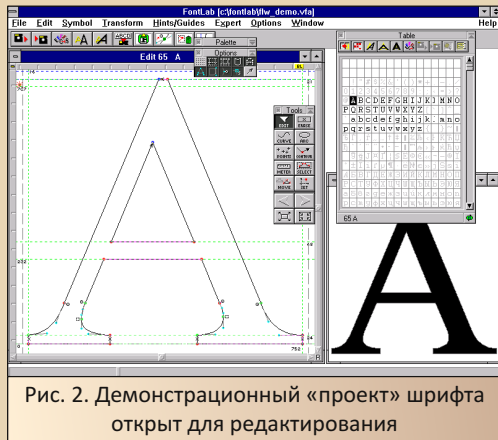 FontLab [c:\fontlab\flw_demo.vfa]
File Edit Symbol Transform Hints/Guides Expert Options Window Help
Palette
Options
Edit 65 A
Table
Tools
EDIT ERASE
CURVE ARC
POINTS CONTOUR
METER SELECT
MOVE SET
A B C D E F G H I J K L M N O
P Q R S T U V W X Y Z
a b c d e f g h i j k l m n o
p q r s t u v w x y z
65 A
752
Рис. 2. Демонстрационный «проект» шрифта
открыт для редактирования